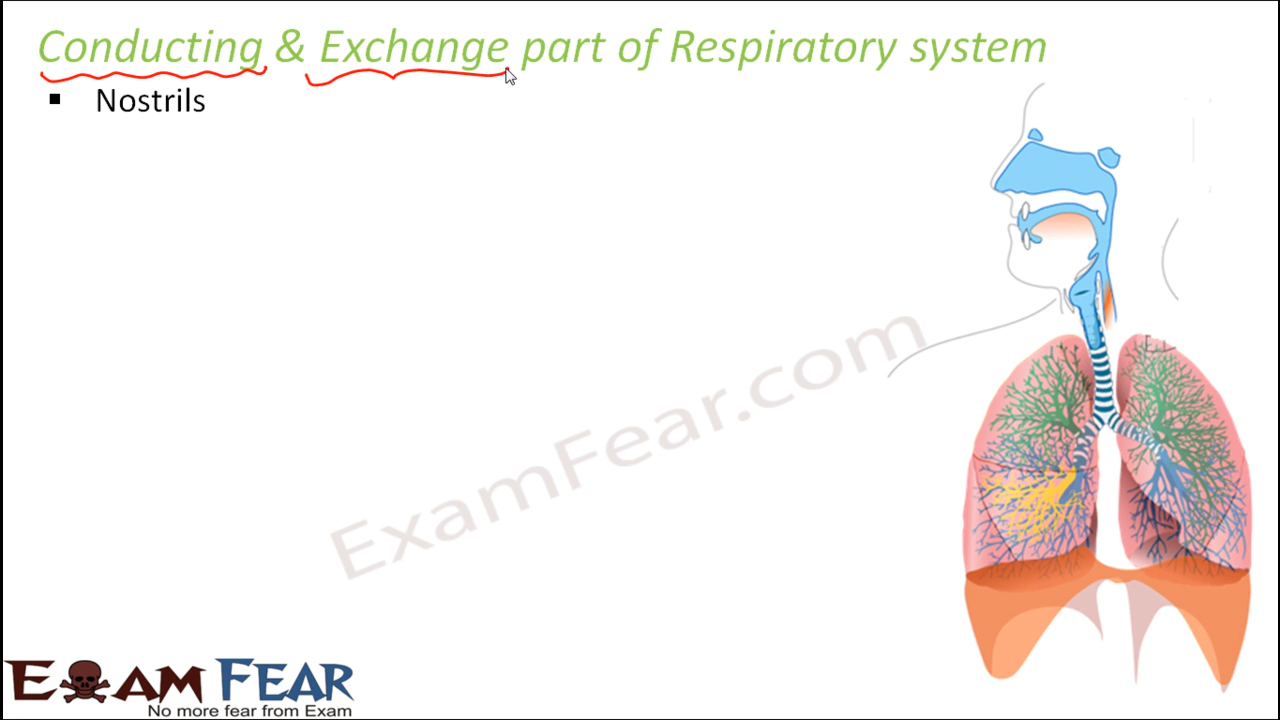 Conducting & Exchange part of Respiratory system
Nostrils
ExamFear.com
EXAM FEAR
No more fear from Exam